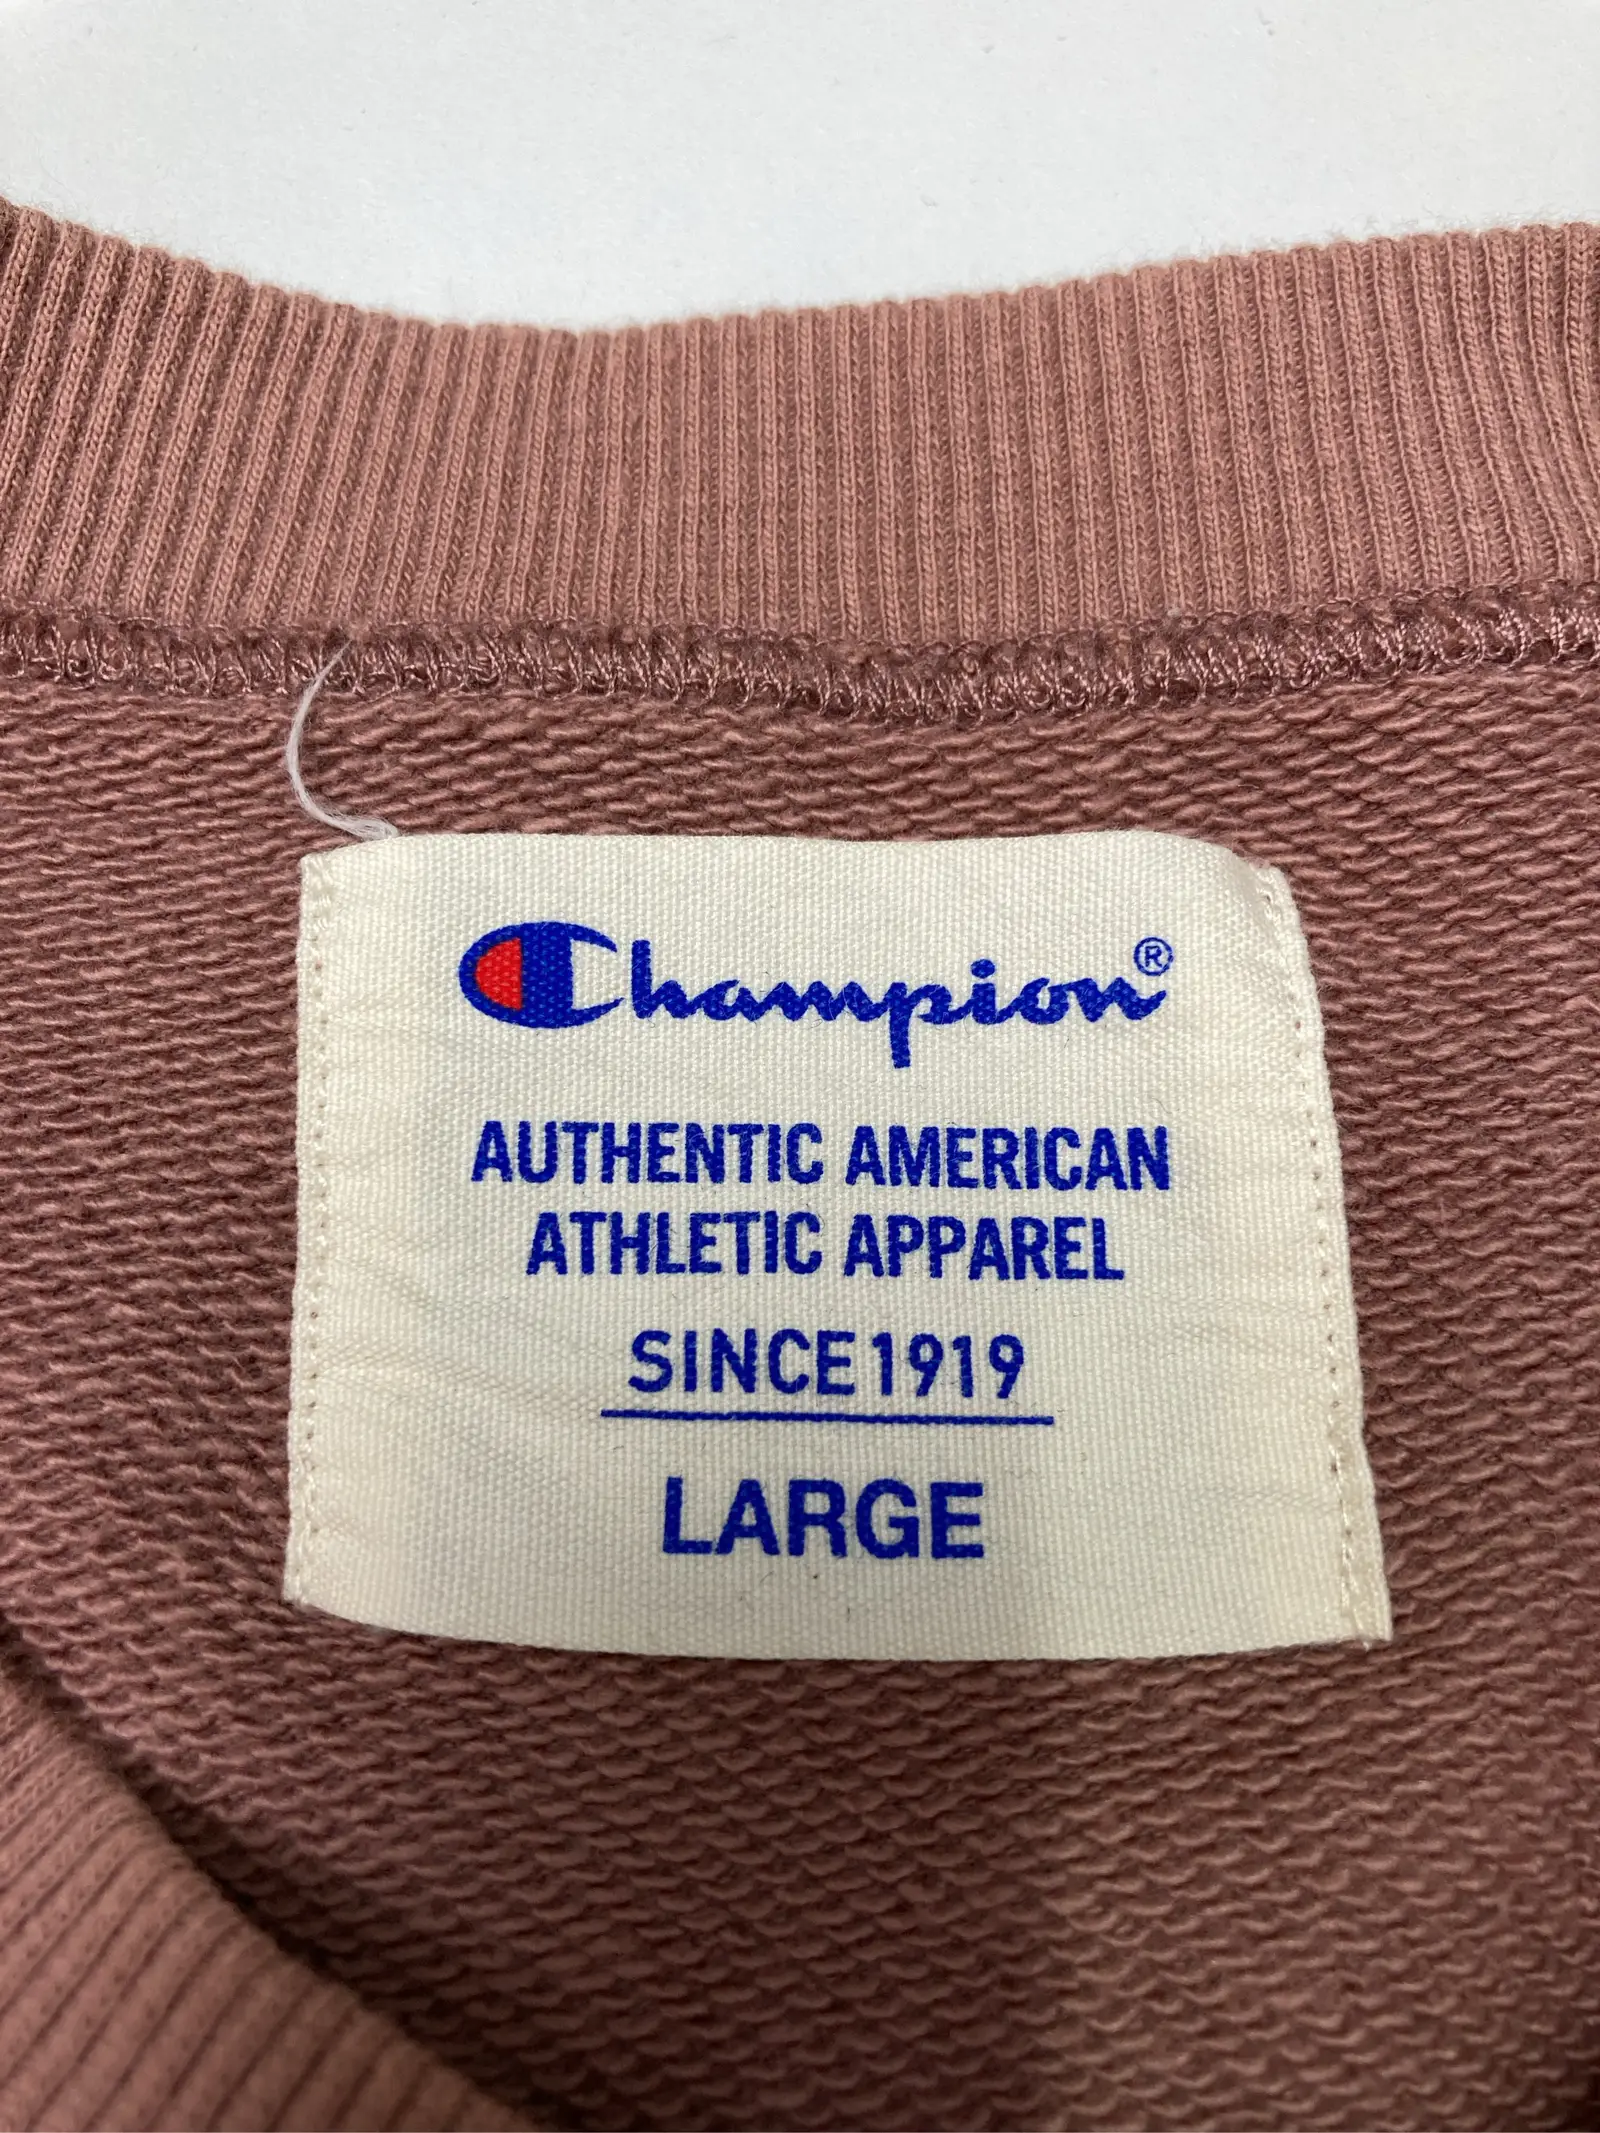 Champion®
AUTHENTIC AMERICAN
ATHLETIC APPAREL
SINCE 1919
LARGE